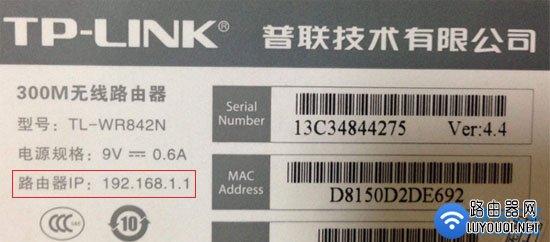 TP-LINK® 普联技术有限公司
300M无线路由器
型号：TL-WR842N
电源规格：9V ⎓ 0.6A
路由器IP：192.168.1.1
Serial
Number
13C34844275 Ver:4.4
MAC
Address
D8150D2DE692
CCC
10
路由器网
LUYOUQI.COM